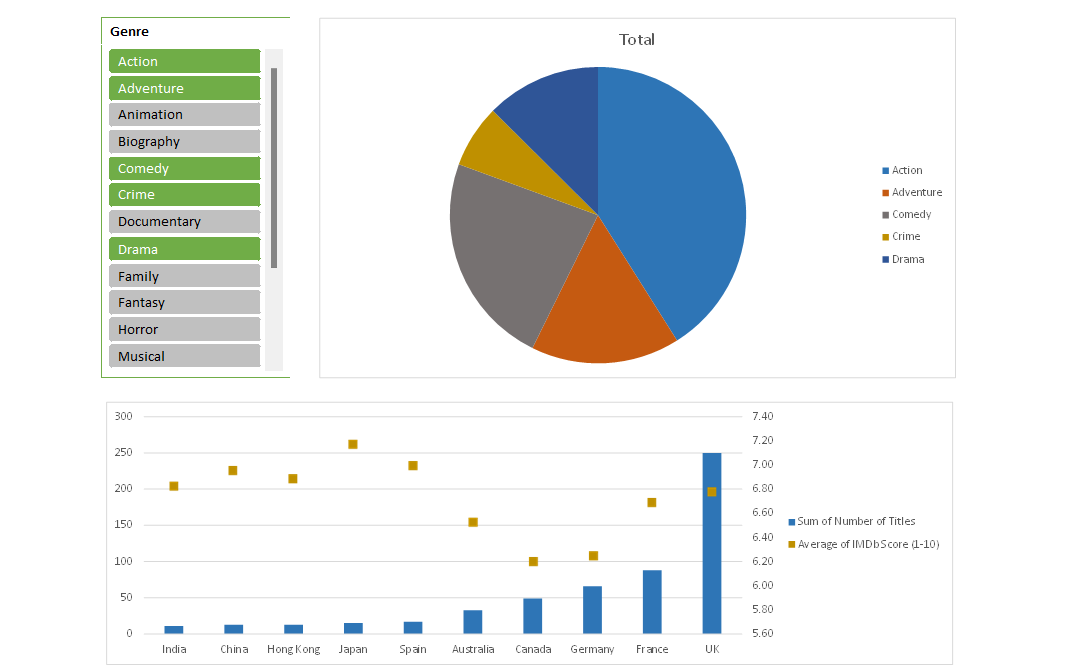 Genre
Action
Adventure
Animation
Biography
Comedy
Crime
Documentary
Drama
Family
Fantasy
Horror
Musical
Total
Action
Adventure
Comedy
Crime
Drama
300
250
200
150
100
50
0
7.40
7.20
7.00
6.80
6.60
6.40
6.20
6.00
5.80
5.60
India China Hong Kong Japan Spain Australia Canada Germany France UK
Sum of Number of Titles
Average of IMDb Score (1-10)